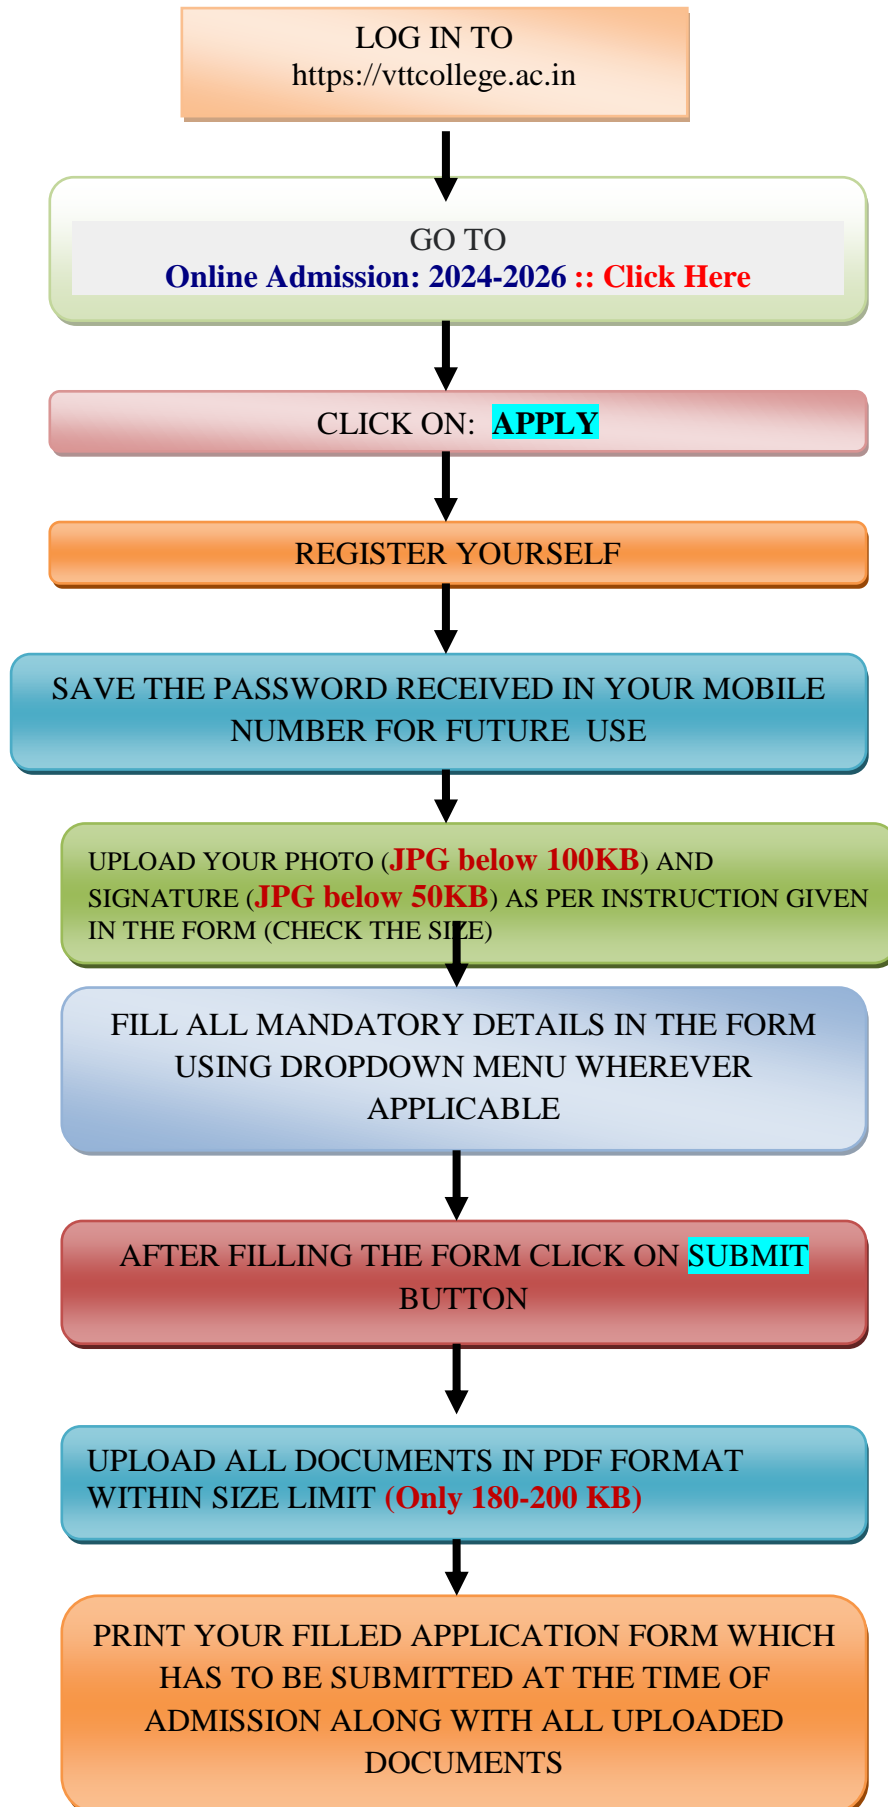 LOG IN TO
https://vttcollege.ac.in
GO TO
Online Admission: 2024-2026 :: Click Here
CLICK ON: APPLY
REGISTER YOURSELF
SAVE THE PASSWORD RECEIVED IN YOUR MOBILE
NUMBER FOR FUTURE USE
UPLOAD YOUR PHOTO (JPG below 100KB) AND
SIGNATURE (JPG below 50KB) AS PER INSTRUCTION GIVEN
IN THE FORM (CHECK THE SIZE)
FILL ALL MANDATORY DETAILS IN THE FORM
USING DROPDOWN MENU WHEREVER
APPLICABLE
AFTER FILLING THE FORM CLICK ON SUBMIT
BUTTON
UPLOAD ALL DOCUMENTS IN PDF FORMAT
WITHIN SIZE LIMIT (Only 180-200 KB)
PRINT YOUR FILLED APPLICATION FORM WHICH
HAS TO BE SUBMITTED AT THE TIME OF
ADMISSION ALONG WITH ALL UPLOADED
DOCUMENTS